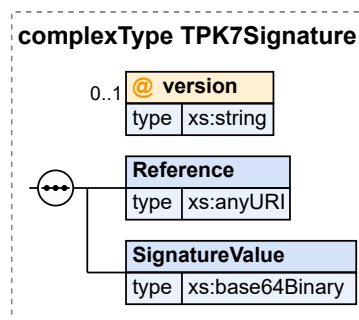 complexType TPK7Signature
0..1
@ version
type xs:string
Reference
type xs:anyURI
SignatureValue
type xs:base64Binary